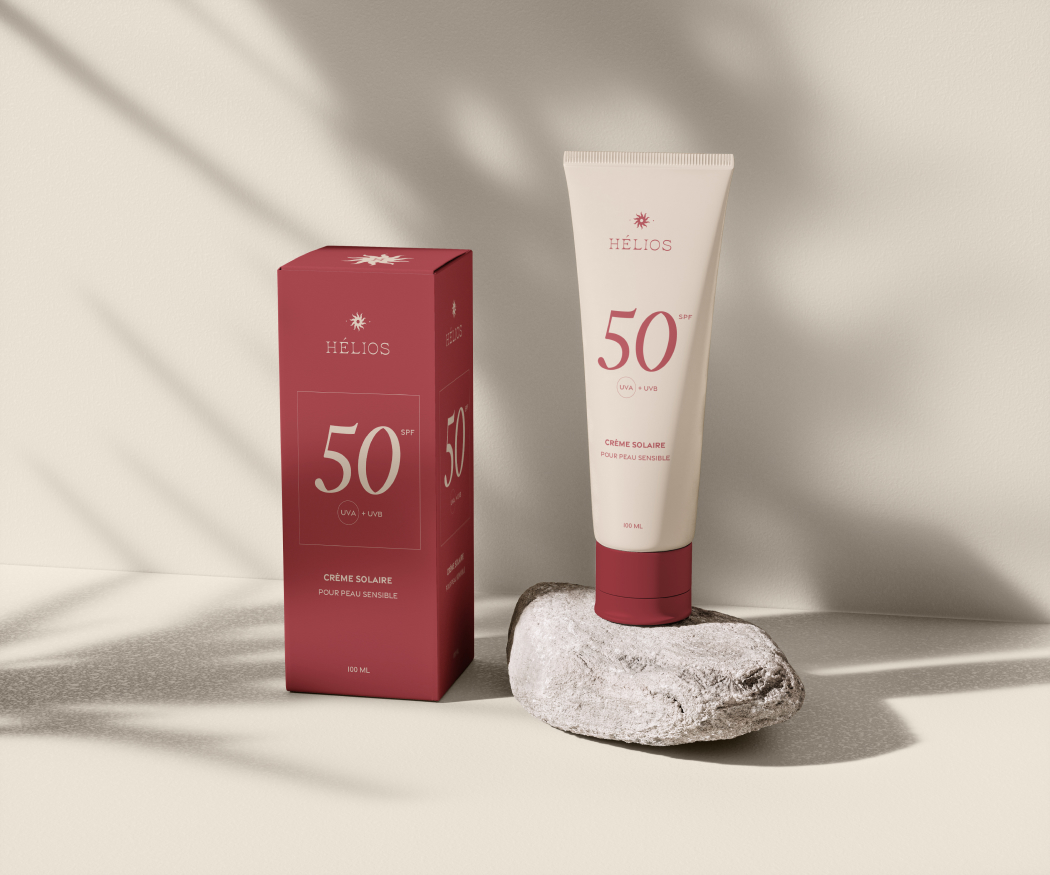 HÉLIOS
50 SPF
UVA + UVB
CRÈME SOLAIRE
POUR PEAU SENSIBLE
100 ML
HÉLIOS
50
HÉLIOS
50 SPF
UVA + UVB
CRÈME SOLAIRE
POUR PEAU SENSIBLE
100 ML